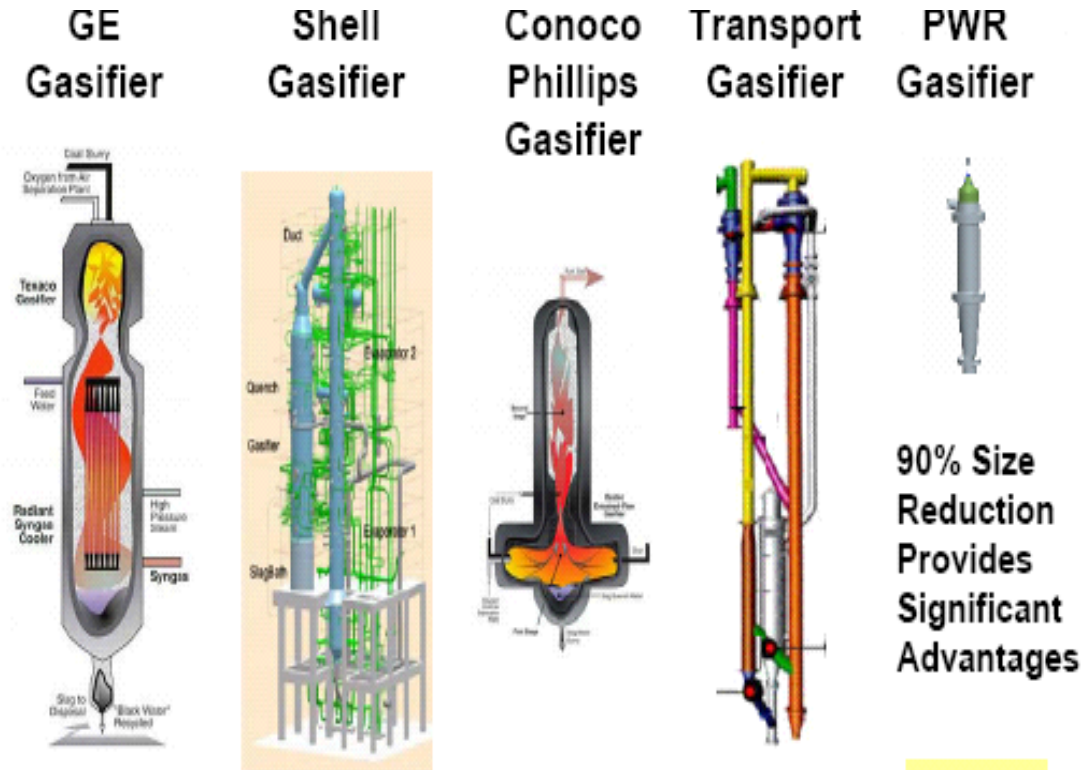 GE
Gasifier
Shell
Gasifier
Conoco
Phillips
Gasifier
Transport
Gasifier
PWR
Gasifier
Coal Slurry
Oxygen from Air
Separation Plant
Texaco
Gasifier
Feed
Water
Radiant
Syngas
Cooler
High
Pressure
Steam
Syngas
Slag to
Disposal
"Black Water"
Recycled
Duct
Evaporator 2
Quench
Gasifier
Evaporator 1
SlagBath
90% Size
Reduction
Provides
Significant
Advantages